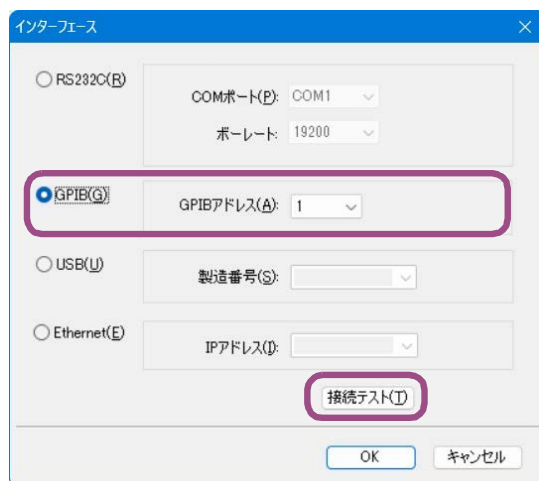 インターフェース
RS232C(R)
COMポート(P): COM1
ボーレート: 19200
GPIB(G)
GPIBアドレス(A): 1
USB(U)
製造番号(S):
Ethernet(E)
IPアドレス(I):
接続テスト(T)
OK キャンセル